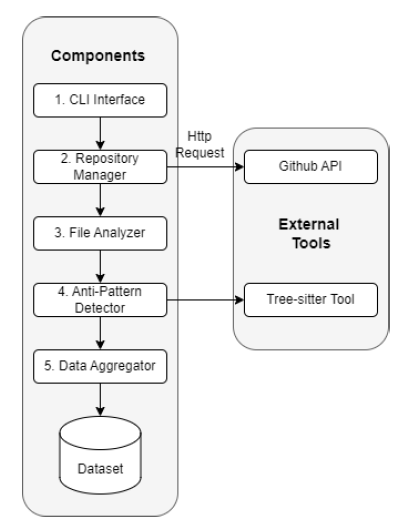 Components
1. CLI Interface
Http
Request
2. Repository
Manager
Github API
3. File Analyzer
External
Tools
4. Anti-Pattern
Detector
Tree-sitter Tool
5. Data Aggregator
Dataset